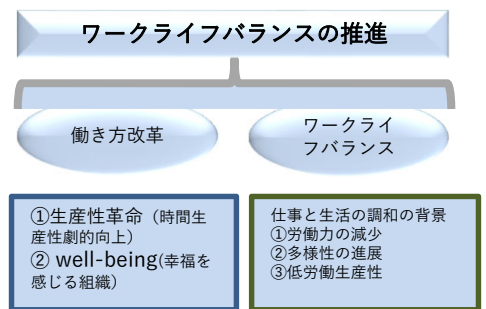 ワークライフバランスの推進
働き方改革
ワークライ
フバランス
①生産性革命（時間生
産性劇的向上）
② well-being(幸福を
感じる組織）
仕事と生活の調和の背景
①労働力の減少
②多様性の進展
③低労働生産性